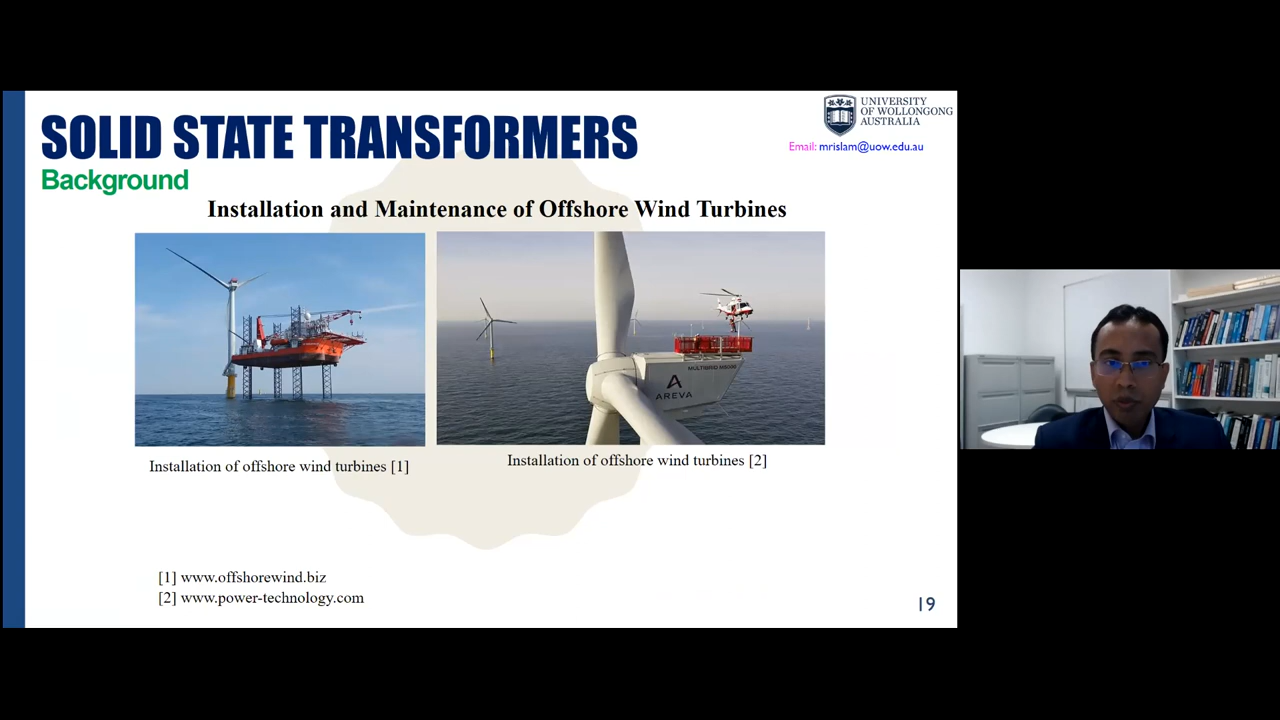 SOLID STATE TRANSFORMERS
Background
UNIVERSITY
OF WOLLONGONG
AUSTRALIA
Email: mrislam@uow.edu.au
Installation and Maintenance of Offshore Wind Turbines
AREVA
Installation of offshore wind turbines [1]
Installation of offshore wind turbines [2]
[1] www.offshorewind.biz
[2] www.power-technology.com
19